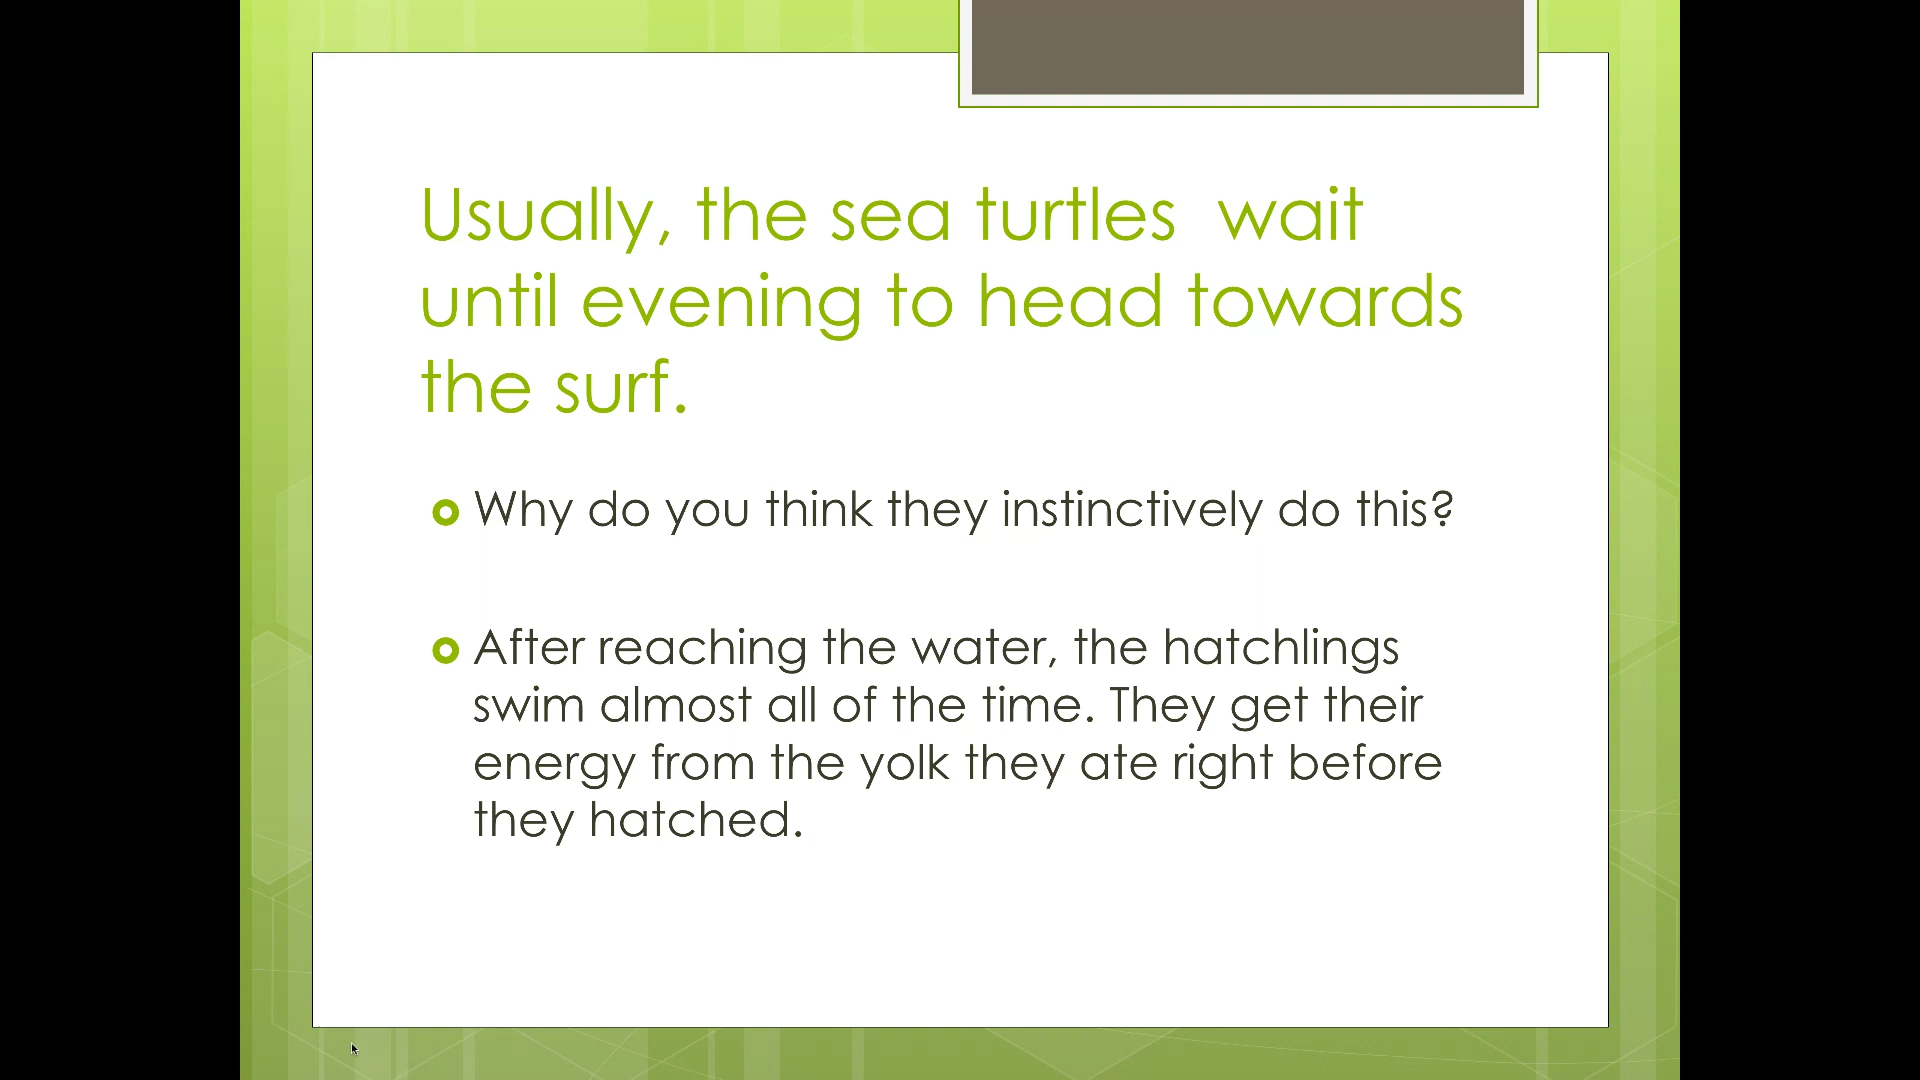 Usually, the sea turtles  wait
until evening to head towards
the surf.
Why do you think they instinctively do this?
After reaching the water, the hatchlings
swim almost all of the time. They get their
energy from the yolk they ate right before
they hatched.